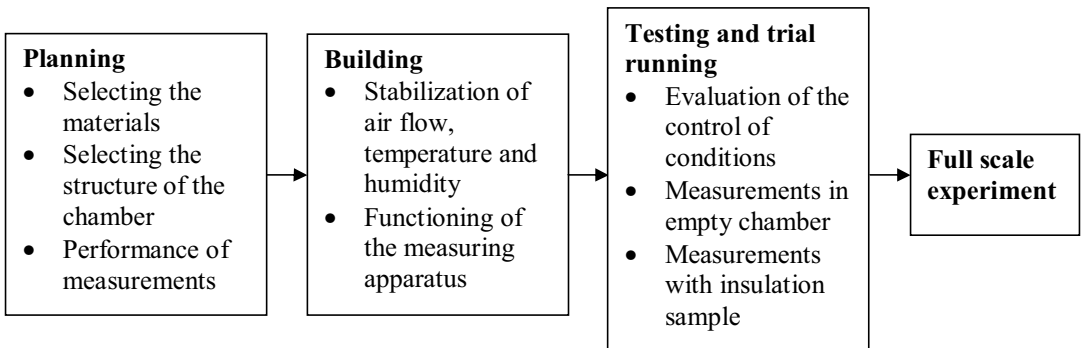 Planning
• Selecting the
materials
• Selecting the
structure of the
chamber
• Performance of
measurements
Building
• Stabilization of
air flow,
temperature and
humidity
• Functioning of
the measuring
apparatus
Testing and trial
running
• Evaluation of the
control of
conditions
• Measurements in
empty chamber
• Measurements
with insulation
sample
Full scale
experiment